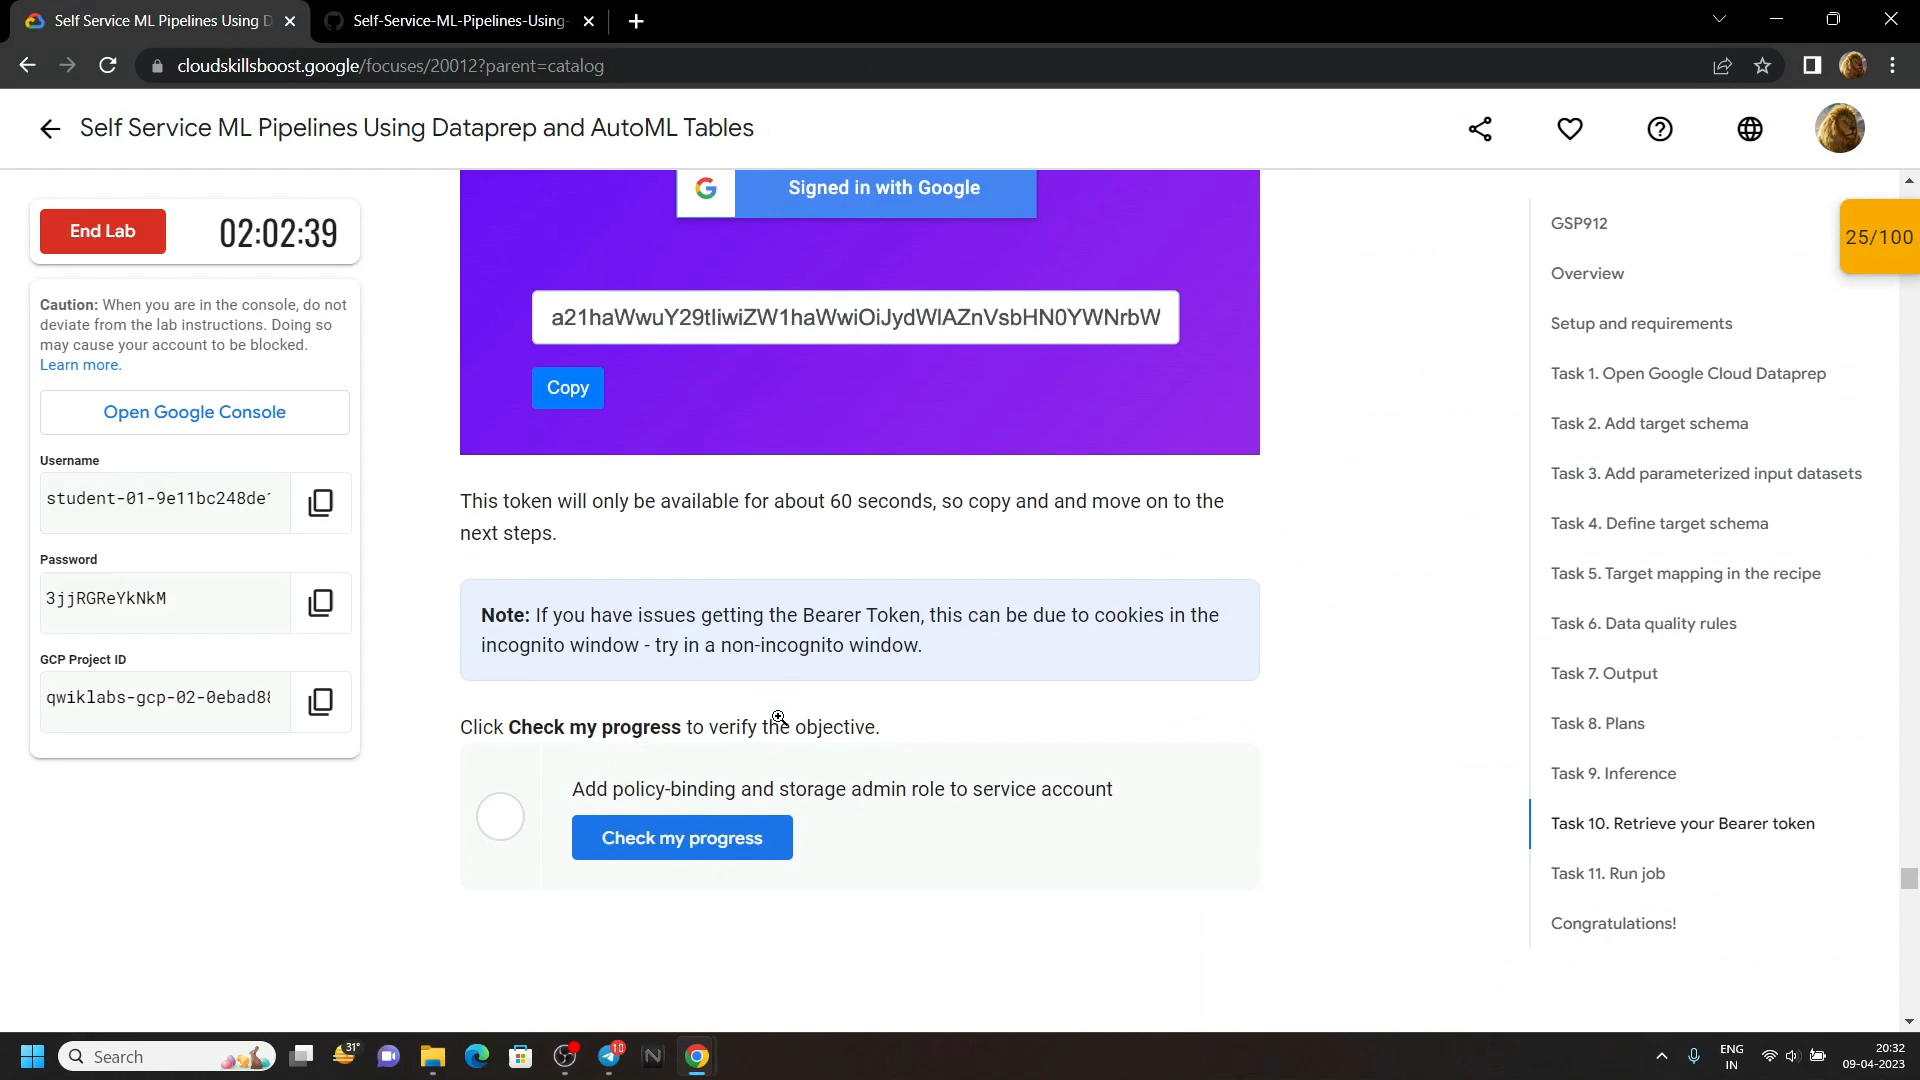 Self Service ML Pipelines Using D
Self-Service-ML-Pipelines-Using-
cloudskillsboost.google/focuses/20012?parent=catalog
Self Service ML Pipelines Using Dataprep and AutoML Tables
End Lab
02:02:39
Caution: When you are in the console, do not
deviate from the lab instructions. Doing so
may cause your account to be blocked.
Learn more.
Open Google Console
Username
student-01-9e11bc248de
Password
3jjRGReYkNkM
GCP Project ID
qwiklabs-gcp-02-0ebad8
Signed in with Google
a21haWwuY29tIiwiZW1haWwiOiJydWlAZnVsbHN0YWNrbW
Copy
This token will only be available for about 60 seconds, so copy and and move on to the
next steps.
Note: If you have issues getting the Bearer Token, this can be due to cookies in the
incognito window - try in a non-incognito window.
Click Check my progress to verify the objective.
Add policy-binding and storage admin role to service account
Check my progress
GSP912
25/100
Overview
Setup and requirements
Task 1. Open Google Cloud Dataprep
Task 2. Add target schema
Task 3. Add parameterized input datasets
Task 4. Define target schema
Task 5. Target mapping in the recipe
Task 6. Data quality rules
Task 7. Output
Task 8. Plans
Task 9. Inference
Task 10. Retrieve your Bearer token
Task 11. Run job
Congratulations!
Search
31°
10
ENG
IN
20:32
09-04-2023